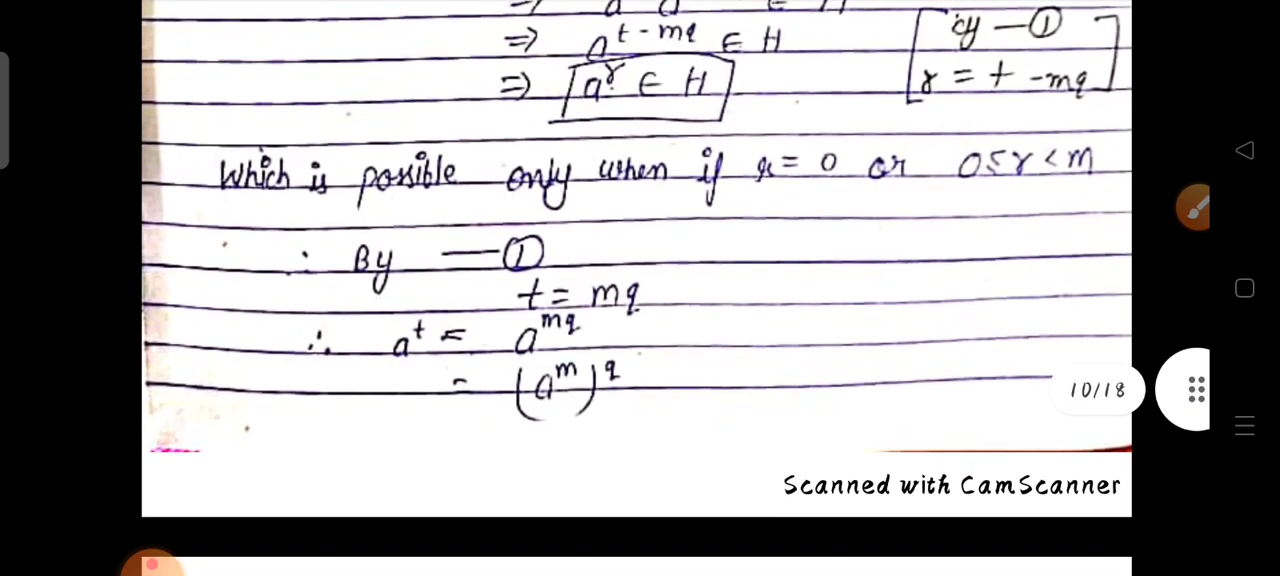 ⇒ a^t-mq ∈ H [ by —①
⇒ a^r ∈ H r = t -mq ]
Which is possible only when if r = 0 or 0≤r<m
∴ By —①
t = mq
∴ a^t = a^mq
= (a^m)^q
10/18
Scanned with CamScanner